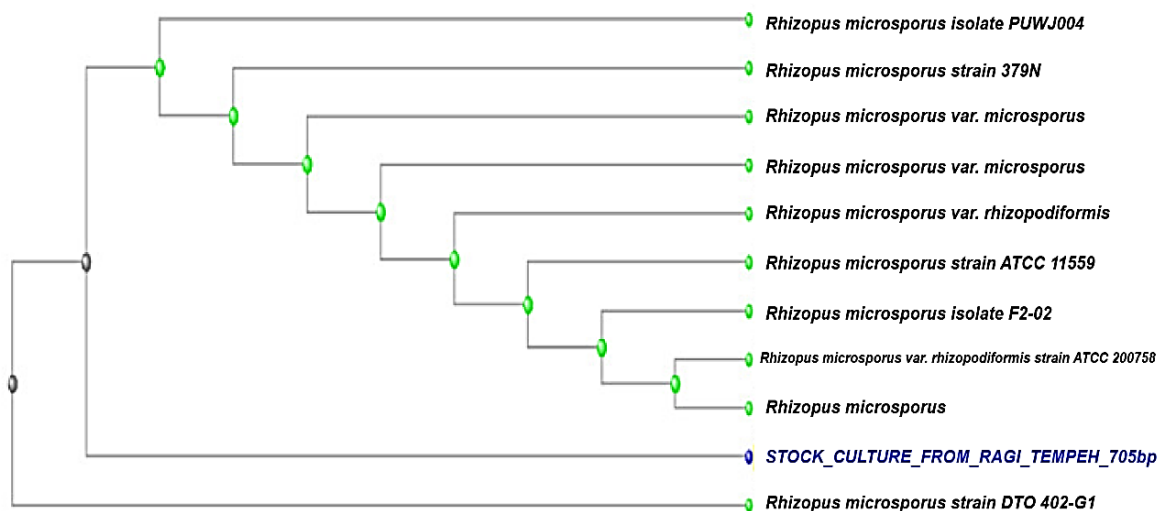 Rhizopus microsporus isolate PUWJ004
Rhizopus microsporus strain 379N
Rhizopus microsporus var. microsporus
Rhizopus microsporus var. microsporus
Rhizopus microsporus var. rhizopodiformis
Rhizopus microsporus strain ATCC 11559
Rhizopus microsporus isolate F2-02
Rhizopus microsporus var. rhizopodiformis strain ATCC 200758
Rhizopus microsporus
STOCK_CULTURE_FROM_RAGI_TEMPEH_705bp
Rhizopus microsporus strain DTO 402-G1